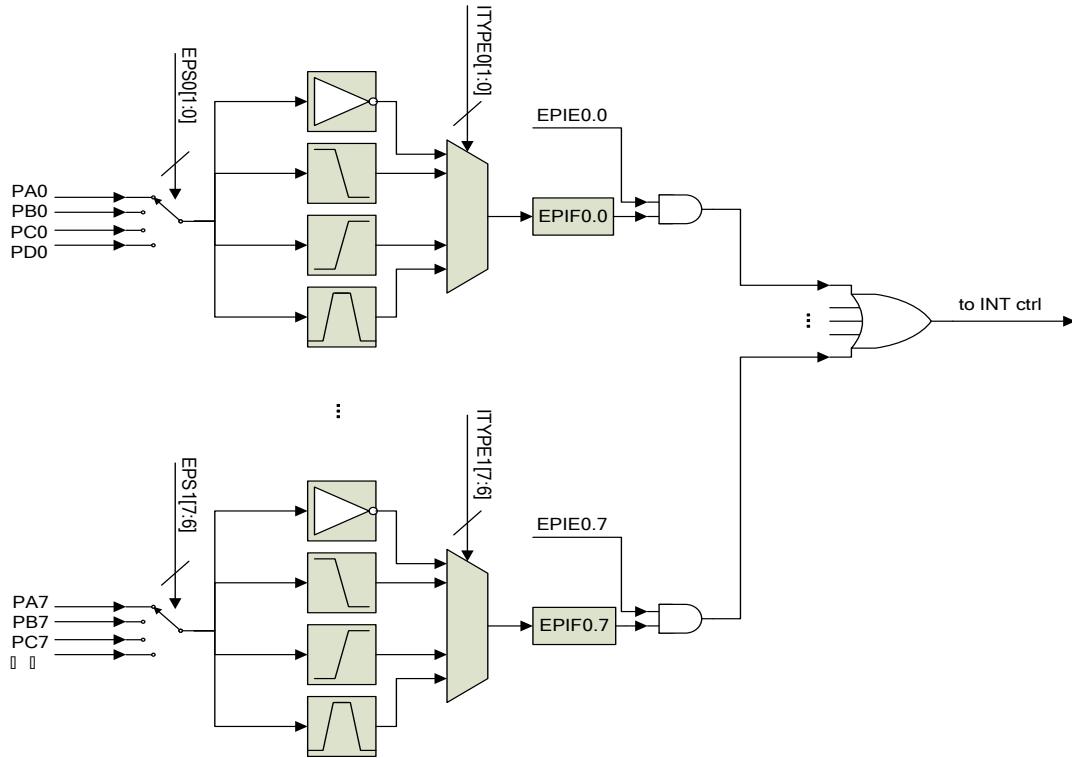 EPS0[1:0]
ITYPE0[1:0]
EPIE0.0
PA0
PB0
PC0
PD0
EPIF0.0
to INT ctrl
...
...
EPS1[7:6]
ITYPE1[7:6]
EPIE0.7
PA7
PB7
PC7
EPIF0.7